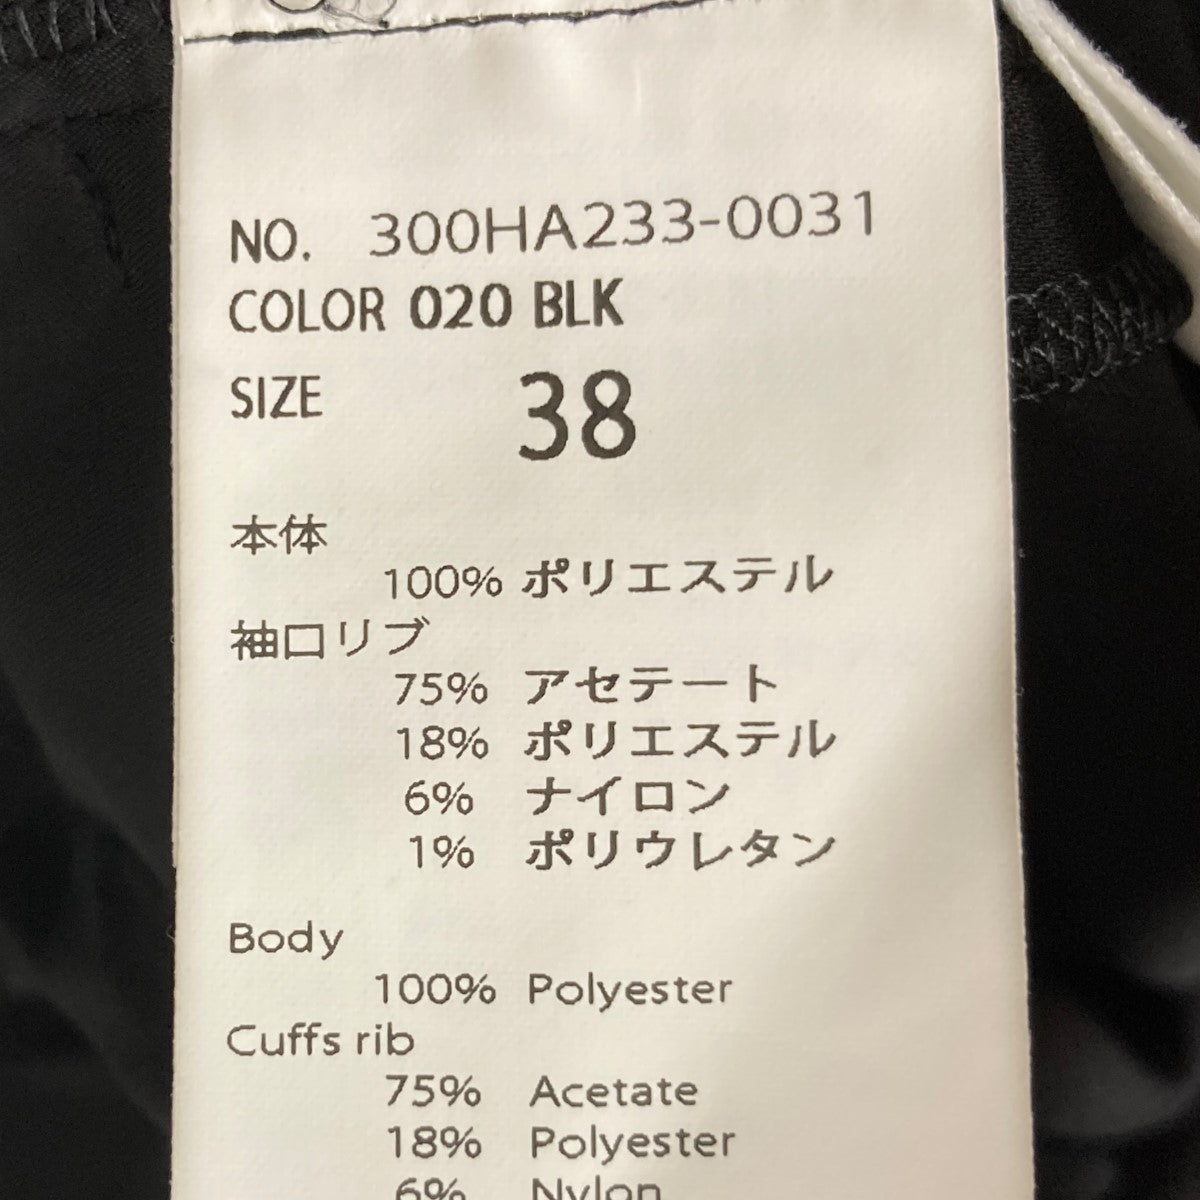 NO. 300HA233-0031
COLOR 020 BLK
SIZE 38
本体
100% ポリエステル
袖口リブ
75% アセテート
18% ポリエステル
6% ナイロン
1% ポリウレタン
Body
100% Polyester
Cuffs rib
75% Acetate
18% Polyester
6% Nylon